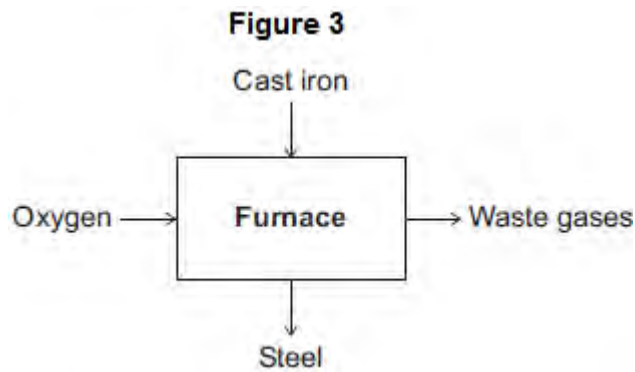 Figure 3
Cast iron
Oxygen
Furnace
Waste gases
Steel